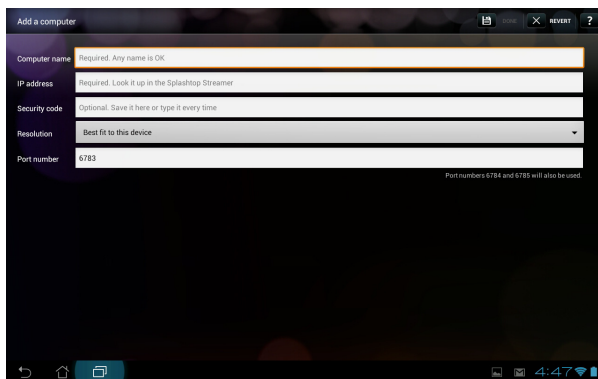 Add a computer DONE REVERT ?
Computer name Required. Any name is OK
IP address Required. Look it up in the Splashtop Streamer
Security code Optional. Save it here or type it every time
Resolution Best fit to this device
Port number 6783
Port numbers 6784 and 6785 will also be used.
4:47